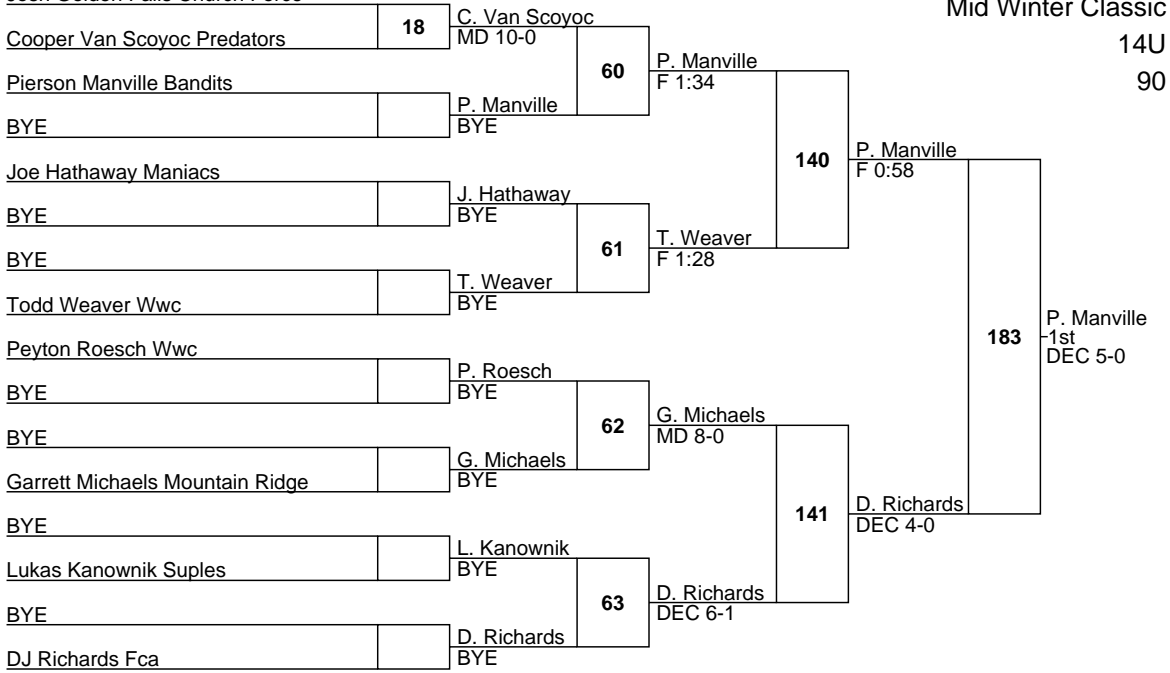 Mid Winter Classic
14U
90
18
C. Van Scoyoc
MD 10-0
Cooper Van Scoyoc Predators
60
P. Manville
F 1:34
Pierson Manville Bandits
P. Manville
BYE
BYE
140
P. Manville
F 0:58
Joe Hathaway Maniacs
J. Hathaway
BYE
BYE
61
T. Weaver
F 1:28
BYE
T. Weaver
BYE
Todd Weaver Wwc
183
P. Manville
1st
DEC 5-0
Peyton Roesch Wwc
P. Roesch
BYE
BYE
62
G. Michaels
MD 8-0
BYE
G. Michaels
BYE
Garrett Michaels Mountain Ridge
141
D. Richards
DEC 4-0
BYE
L. Kanownik
BYE
Lukas Kanownik Suples
63
D. Richards
DEC 6-1
BYE
D. Richards
BYE
DJ Richards Fca